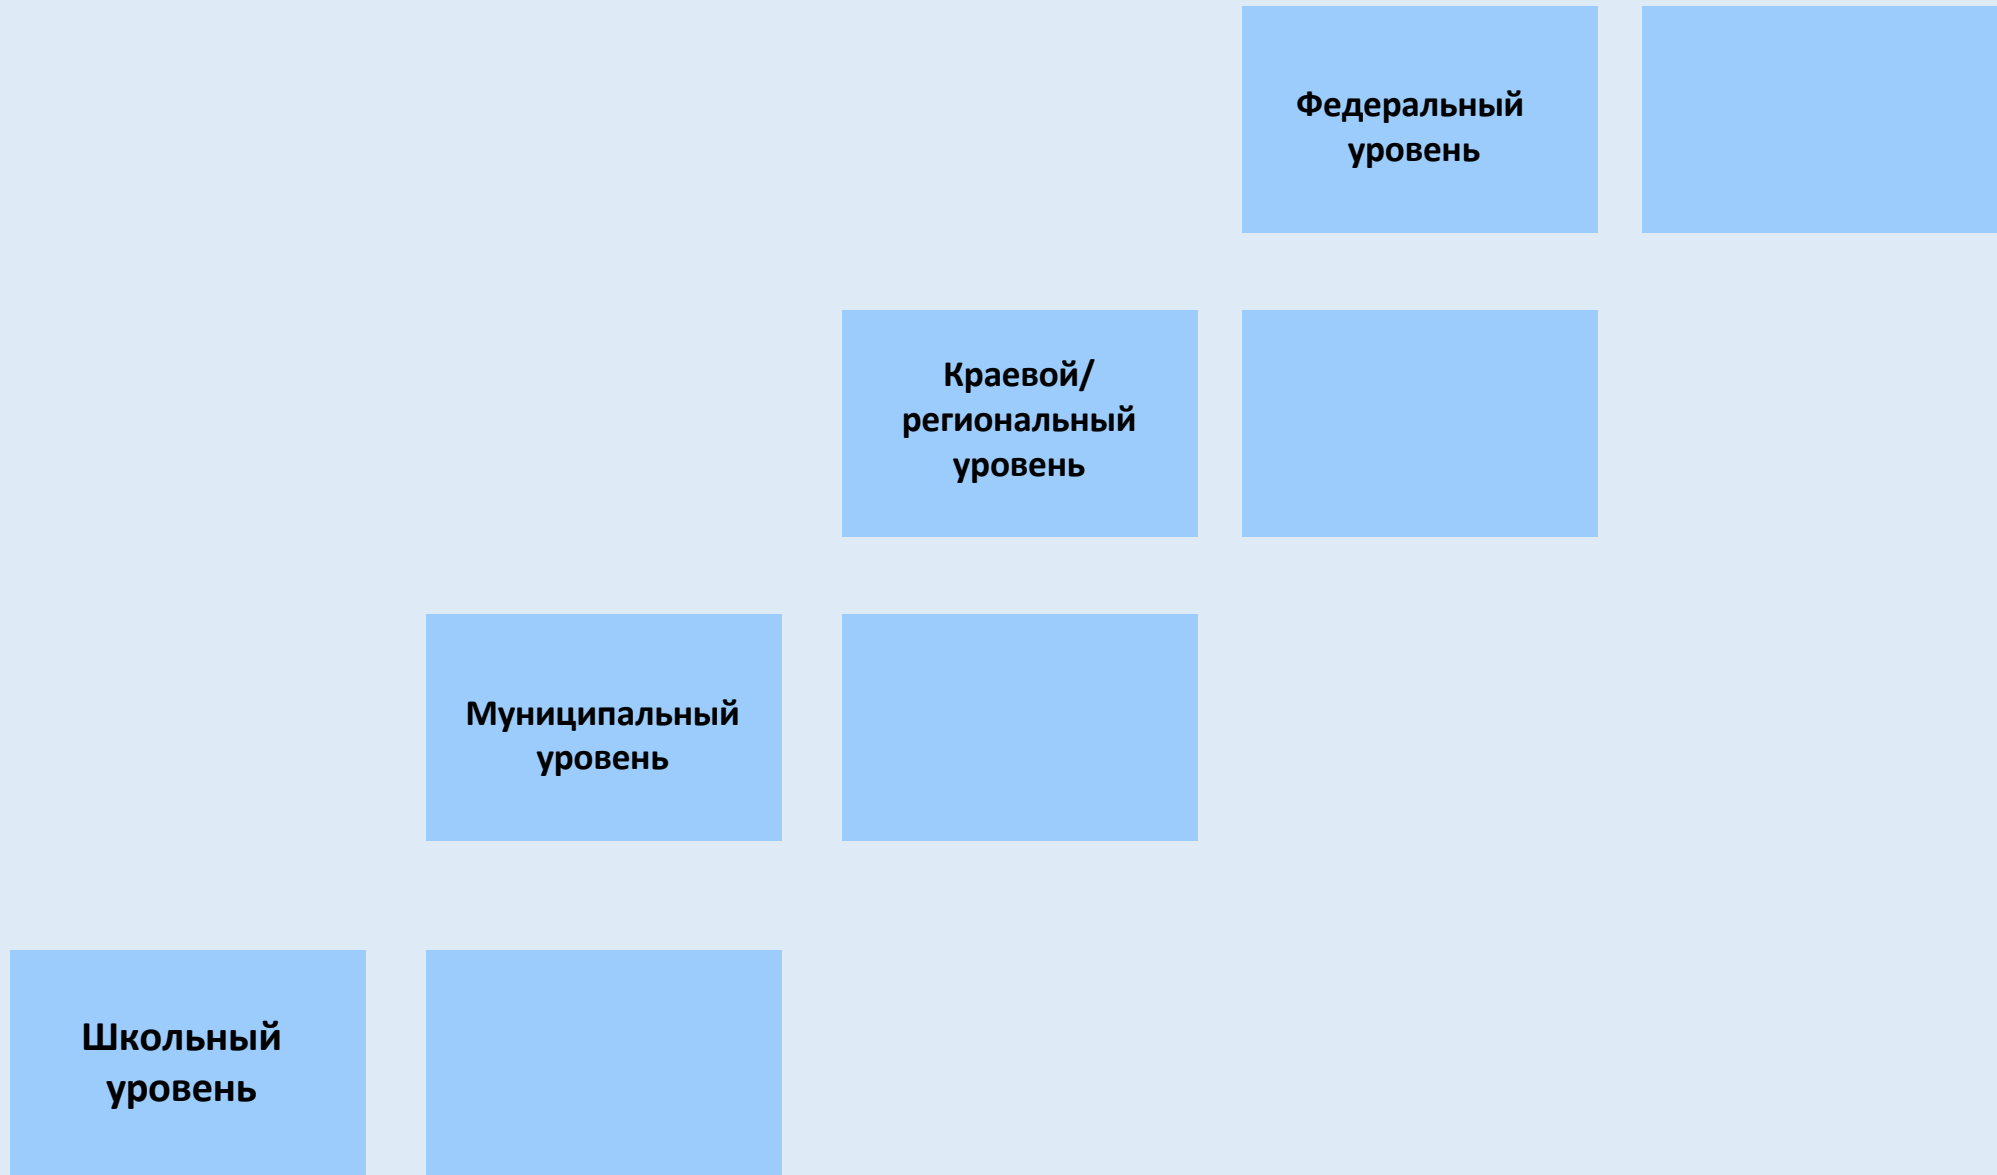 Федеральный
уровень
Краевой/
региональный
уровень
Муниципальный
уровень
Школьный
уровень